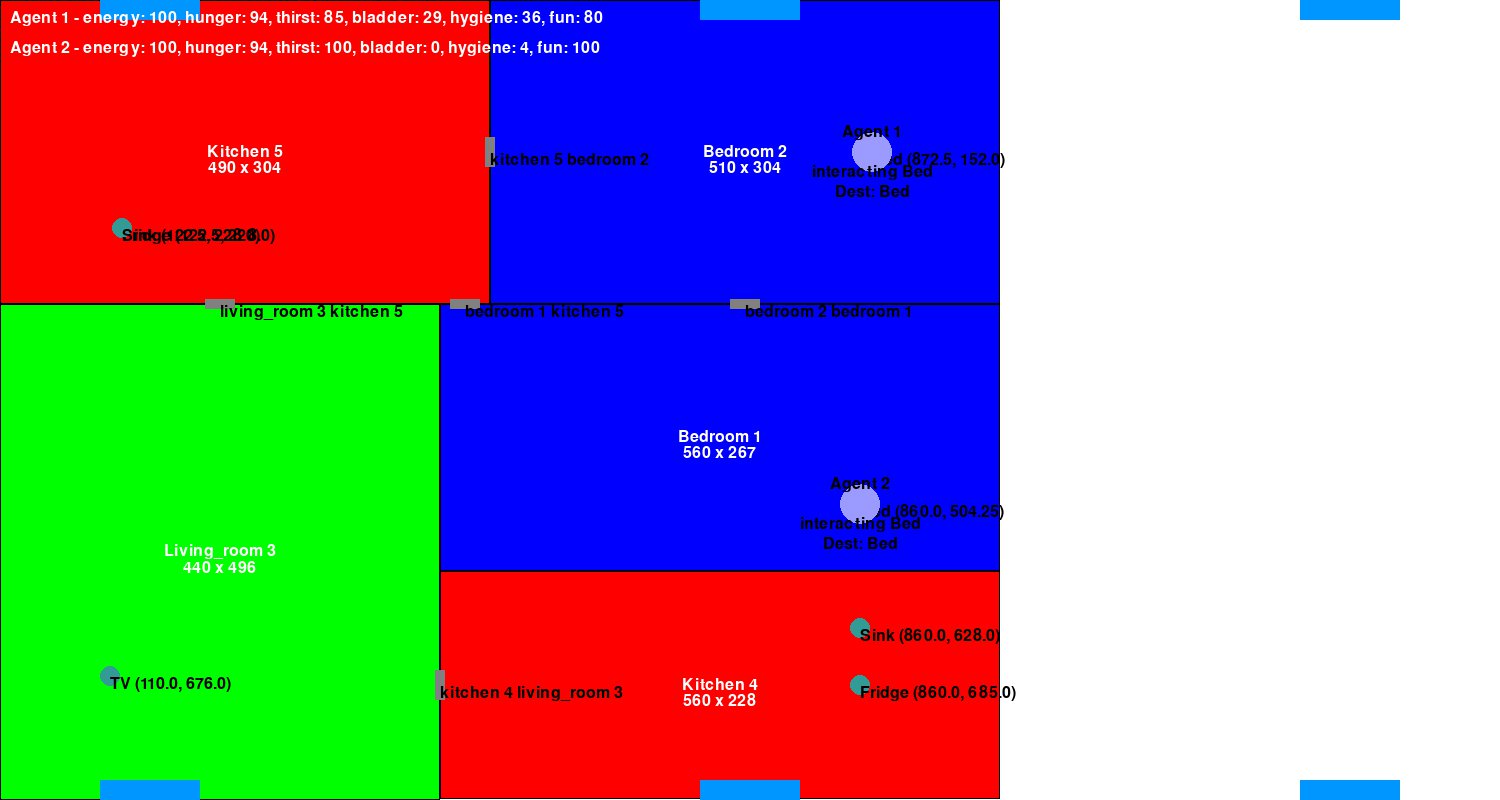 Agent 1 - energy: 100, hunger: 94, thirst: 85, bladder: 29, hygiene: 36, fun: 80
Agent 2 - energy: 100, hunger: 94, thirst: 100, bladder: 0, hygiene: 4, fun: 100
Agent 1
Kitchen 5
490 x 304
Bedroom 2
510 x 304
kitchen 5 bedroom 2
d (872.5, 152.0)
interacting Bed
Dest: Bed
living_room 3 kitchen 5
bedroom 1 kitchen 5
bedroom 2 bedroom 1
Bedroom 1
560 x 267
Agent 2
d (860.0, 504.25)
interacting Bed
Dest: Bed
Living_room 3
440 x 496
Sink (860.0, 628.0)
TV (110.0, 676.0)
Kitchen 4
560 x 228
kitchen 4 living_room 3
Fridge (860.0, 685.0)